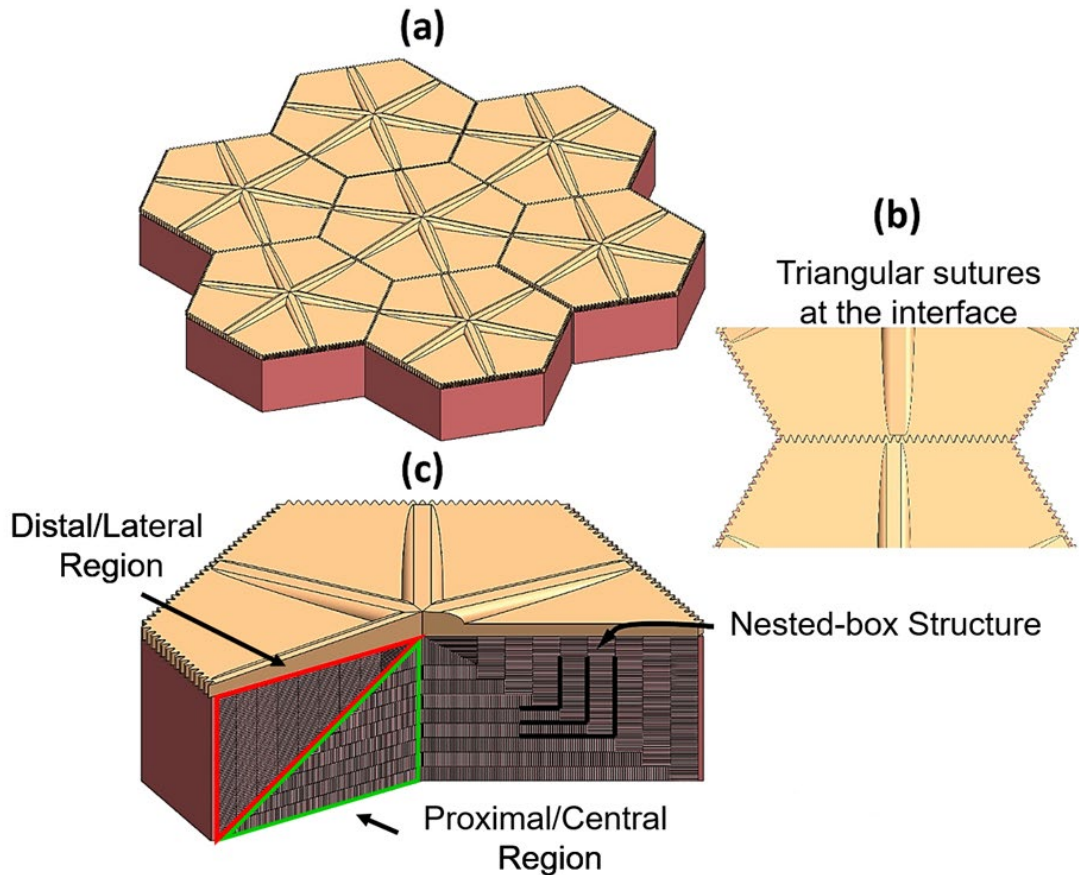 (a)
(b)
Triangular sutures
at the interface
(c)
Distal/Lateral
Region
Nested-box Structure
Proximal/Central
Region